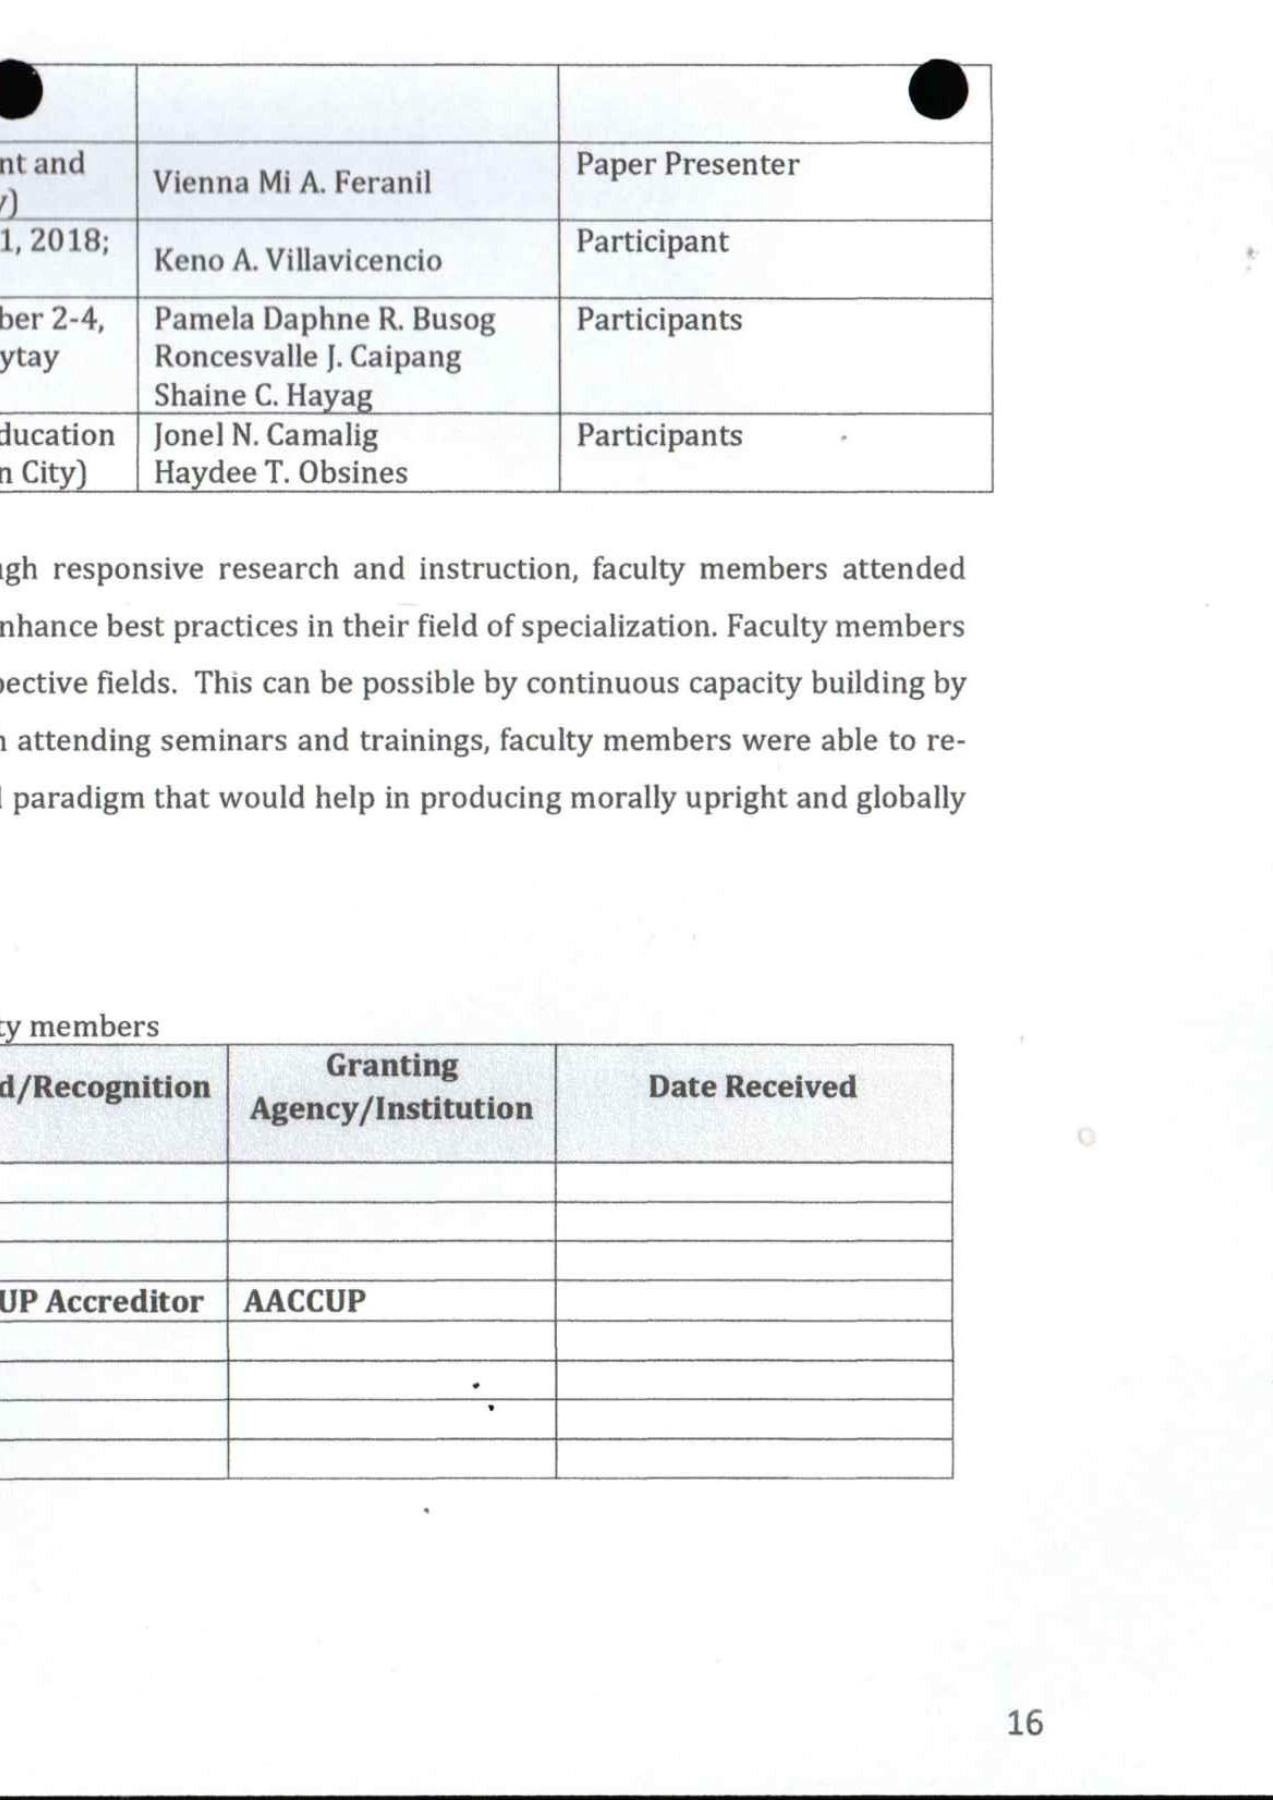 nt and Vienna Mi A. Feranil Paper Presenter
y)
1, 2018; Keno A. Villavicencio Participant
ber 2-4, Pamela Daphne R. Busog Participants
ytay Roncesvalle J. Caipang
Shaine C. Hayag
ducation Jonel N. Camalig Participants
n City) Haydee T. Obsines
ugh responsive research and instruction, faculty members attended
nhance best practices in their field of specialization. Faculty members
pective fields. This can be possible by continuous capacity building by
n attending seminars and trainings, faculty members were able to re-
l paradigm that would help in producing morally upright and globally
ty members
d/Recognition Granting Agency/Institution Date Received
UP Accreditor AACCUP
16